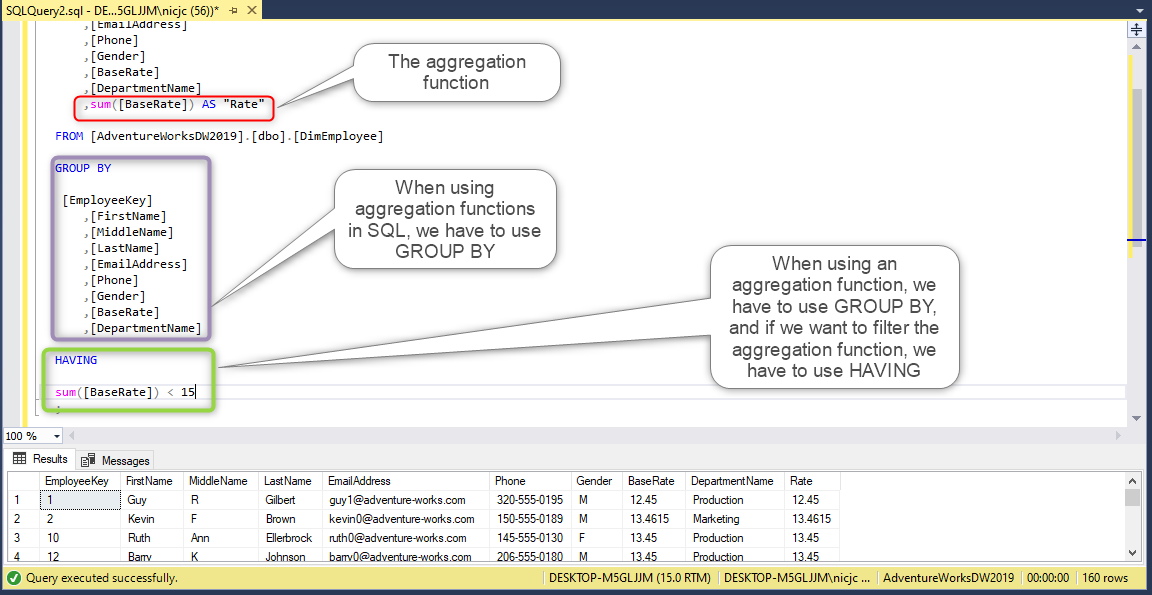 SQLQuery2.sql - DE...5GLJJM\nicjc (56))*
,[EmailAddress]
,[Phone]
,[Gender]
,[BaseRate]
,[DepartmentName]
,sum([BaseRate]) AS "Rate"
The aggregation
function
FROM [AdventureWorksDW2019].[dbo].[DimEmployee]
GROUP BY
[EmployeeKey]
,[FirstName]
,[MiddleName]
,[LastName]
,[EmailAddress]
,[Phone]
,[Gender]
,[BaseRate]
,[DepartmentName]
When using
aggregation functions
in SQL, we have to use
GROUP BY
When using an
aggregation function, we
have to use GROUP BY,
and if we want to filter the
aggregation function, we
have to use HAVING
HAVING
sum([BaseRate]) < 15
;
100 %
Results Messages
EmployeeKey FirstName MiddleName LastName EmailAddress Phone Gender BaseRate DepartmentName Rate
1 1 Guy R Gilbert guy1@adventure-works.com 320-555-0195 M 12.45 Production 12.45
2 2 Kevin F Brown kevin0@adventure-works.com 150-555-0189 M 13.4615 Marketing 13.4615
3 10 Ruth Ann Ellerbrock ruth0@adventure-works.com 145-555-0130 F 13.45 Production 13.45
4 12 Barry K Johnson barry0@adventure-works.com 206-555-0180 M 13.45 Production 13.45
Query executed successfully. DESKTOP-M5GLJJM (15.0 RTM) DESKTOP-M5GLJJM\nicjc ... AdventureWorksDW2019 00:00:00 160 rows